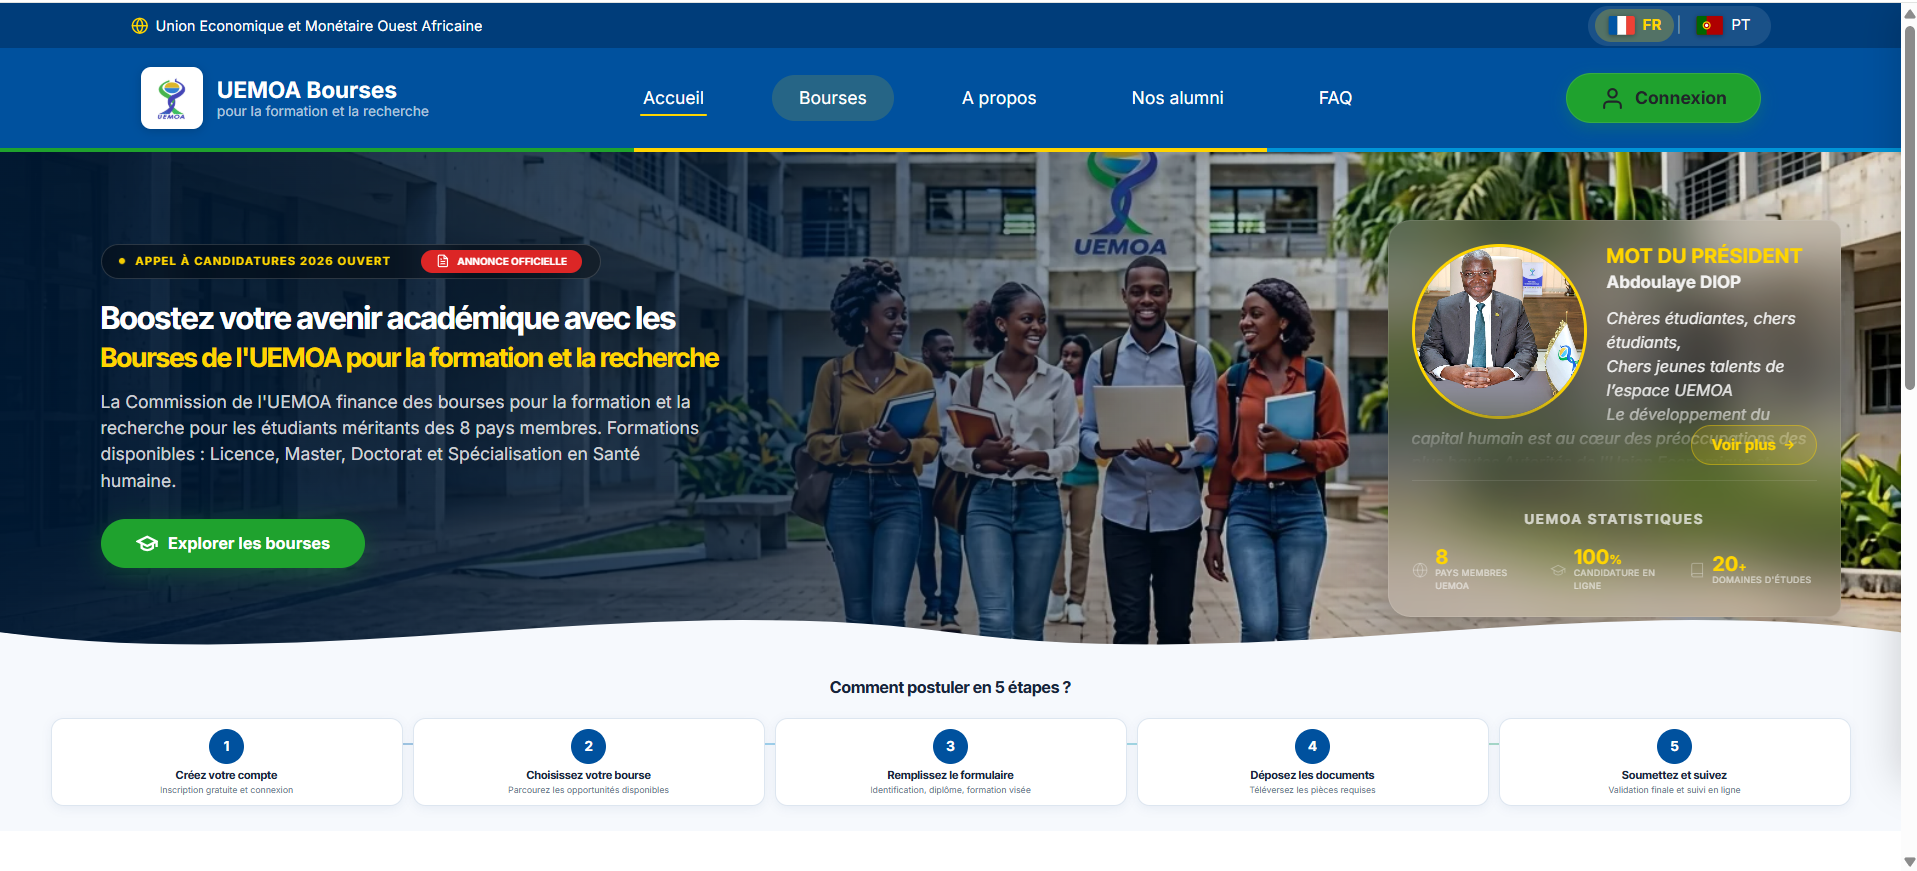 Union Economique et Monétaire Ouest Africaine
FR
PT
UEMOA
UEMOA Bourses
pour la formation et la recherche
Accueil
Bourses
A propos
Nos alumni
FAQ
Connexion
UEMOA
APPEL À CANDIDATURES 2026 OUVERT
ANNONCE OFFICIELLE
Boostez votre avenir académique avec les
Bourses de l'UEMOA pour la formation et la recherche
La Commission de l'UEMOA finance des bourses pour la formation et la
recherche pour les étudiants méritants des 8 pays membres. Formations
disponibles : Licence, Master, Doctorat et Spécialisation en Santé
humaine.
Explorer les bourses
MOT DU PRÉSIDENT
Abdoulaye DIOP
Chères étudiantes, chers
étudiants,
Chers jeunes talents de
l’espace UEMOA
Le développement du
capital humain est au cœur des préoccupations des
Voir plus →
UEMOA STATISTIQUES
8
PAYS MEMBRES
UEMOA
100%
CANDIDATURE EN
LIGNE
20+
DOMAINES D'ÉTUDES
Comment postuler en 5 étapes ?
1
Créez votre compte
Inscription gratuite et connexion
2
Choisissez votre bourse
Parcourez les opportunités disponibles
3
Remplissez le formulaire
Identification, diplôme, formation visée
4
Déposez les documents
Téléversez les pièces requises
5
Soumettez et suivez
Validation finale et suivi en ligne